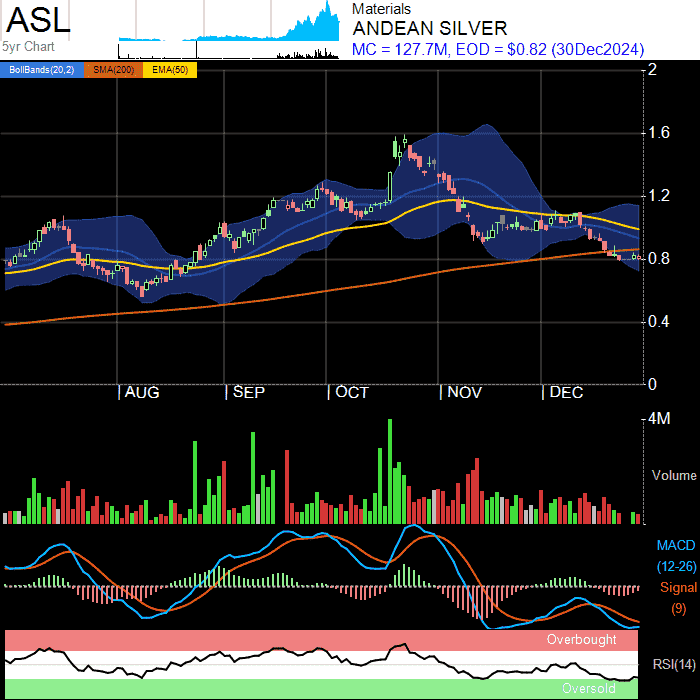 ASL
5yr Chart
Materials
ANDEAN SILVER
MC = 127.7M, EOD = $0.82 (30Dec2024)
BollBands(20,2) SMA(200) EMA(50)
2
1.6
1.2
0.8
0.4
0
AUG SEP OCT NOV DEC
4M
Volume
MACD
(12-26)
Signal
(9)
Overbought
RSI(14)
Oversold